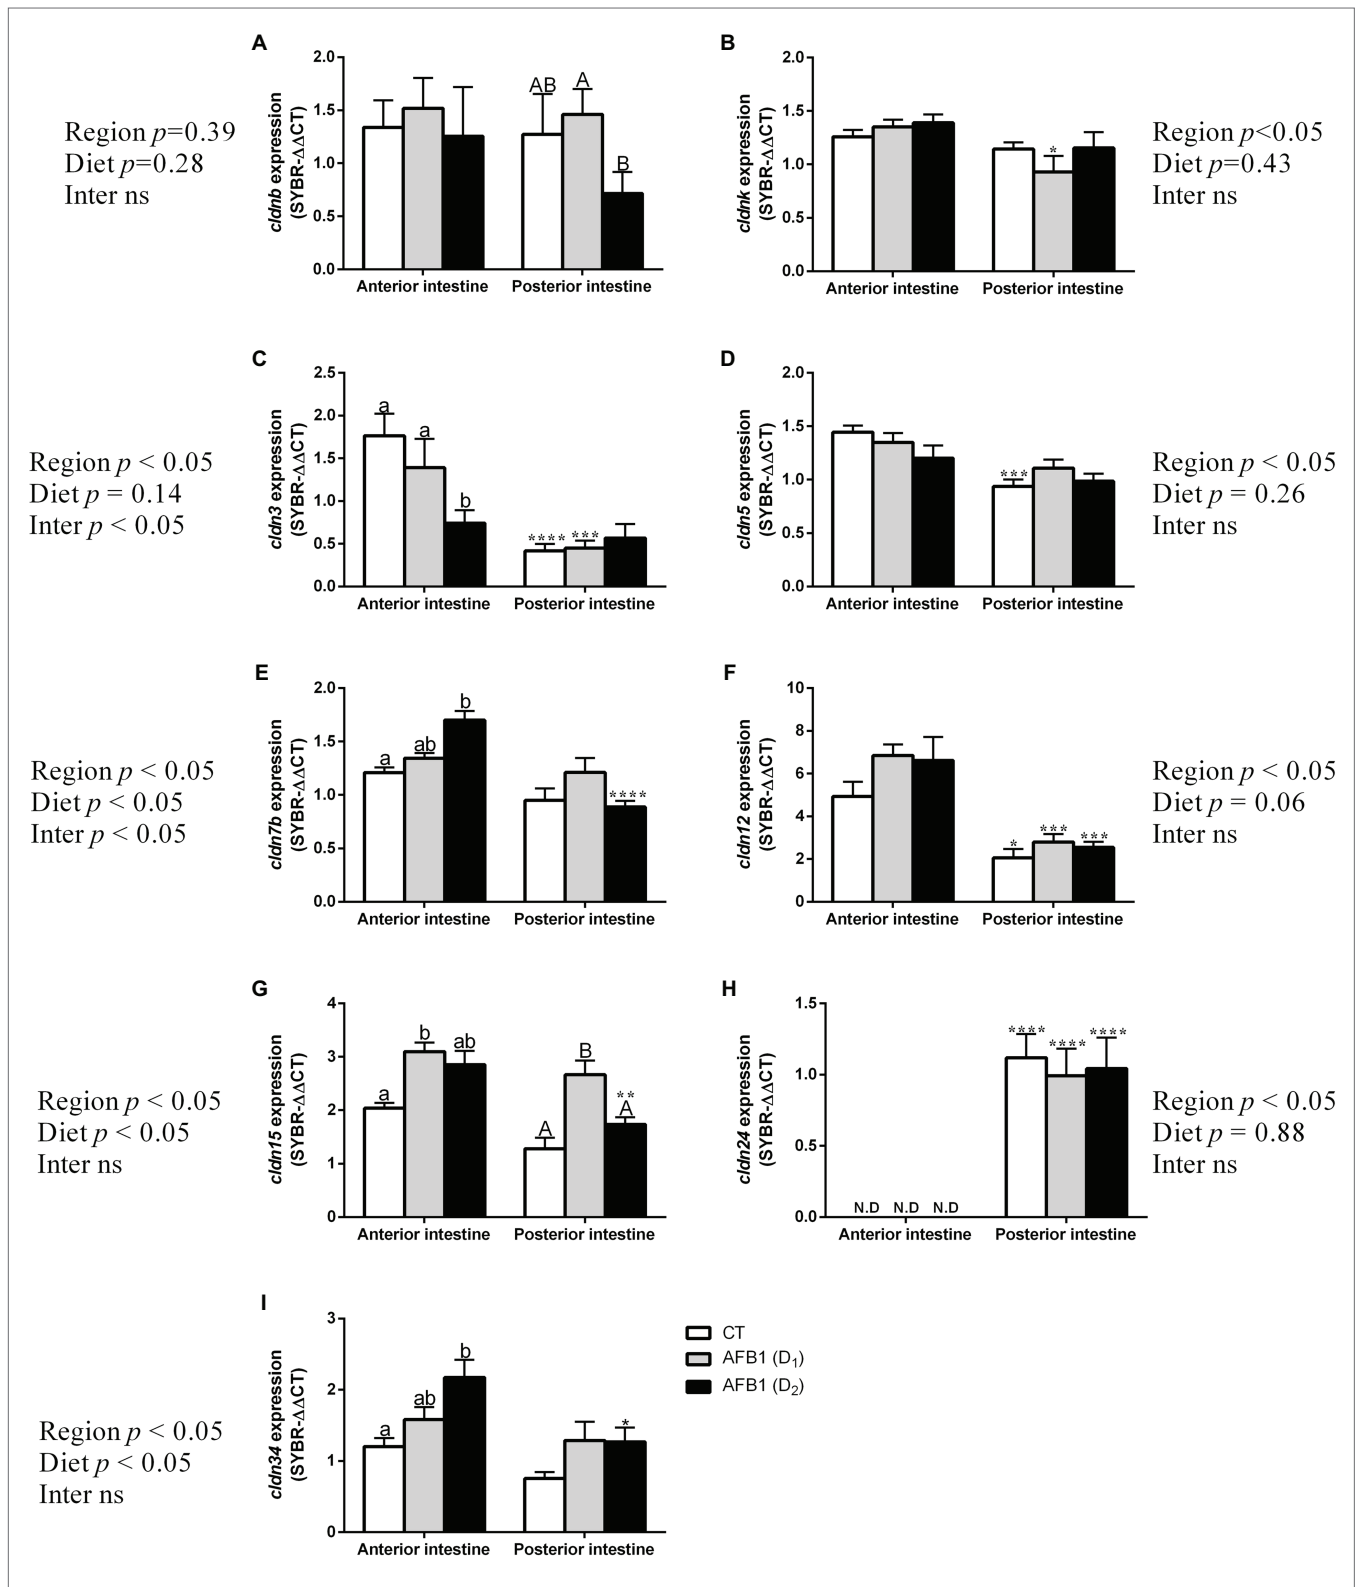 A
cldnb expression
(SYBR-ΔΔCT)
2.0
1.5
1.0
0.5
0.0
AB
A
B
Anterior intestine
Posterior intestine
Region p=0.39
Diet p=0.28
Inter ns
B
cldnk expression
(SYBR-ΔΔCT)
2.0
1.5
1.0
0.5
0.0
*
Anterior intestine
Posterior intestine
Region p<0.05
Diet p=0.43
Inter ns
C
cldn3 expression
(SYBR-ΔΔCT)
2.5
2.0
1.5
1.0
0.5
0.0
a
a
b
****
***
Anterior intestine
Posterior intestine
Region p < 0.05
Diet p = 0.14
Inter p < 0.05
D
cldn5 expression
(SYBR-ΔΔCT)
2.0
1.5
1.0
0.5
0.0
***
Anterior intestine
Posterior intestine
Region p < 0.05
Diet p = 0.26
Inter ns
E
cldn7b expression
(SYBR-ΔΔCT)
2.0
1.5
1.0
0.5
0.0
a
ab
b
****
Anterior intestine
Posterior intestine
Region p < 0.05
Diet p < 0.05
Inter p < 0.05
F
cldn12 expression
(SYBR-ΔΔCT)
10
8
6
4
2
0
*
***
***
Anterior intestine
Posterior intestine
Region p < 0.05
Diet p = 0.06
Inter ns
G
cldn15 expression
(SYBR-ΔΔCT)
4
3
2
1
0
a
b
ab
A
B
**
A
Anterior intestine
Posterior intestine
Region p < 0.05
Diet p < 0.05
Inter ns
H
cldn24 expression
(SYBR-ΔΔCT)
1.5
1.0
0.5
0.0
N.D N.D N.D
****
****
****
Anterior intestine
Posterior intestine
Region p < 0.05
Diet p = 0.88
Inter ns
I
cldn34 expression
(SYBR-ΔΔCT)
3
2
1
0
a
ab
b
*
Anterior intestine
Posterior intestine
Region p < 0.05
Diet p < 0.05
Inter ns
CT
AFB1 (D1)
AFB1 (D2)